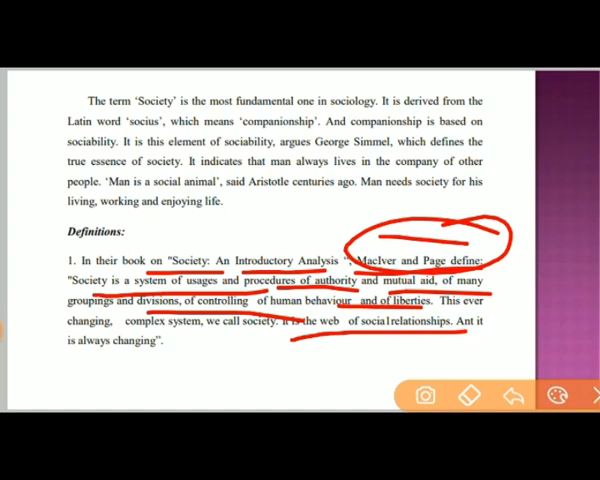 The term ‘Society’ is the most fundamental one in sociology. It is derived from the
Latin word ‘socius’, which means ‘companionship’. And companionship is based on
sociability. It is this element of sociability, argues George Simmel, which defines the
true essence of society. It indicates that man always lives in the company of other
people. ‘Man is a social animal’, said Aristotle centuries ago. Man needs society for his
living, working and enjoying life.
Definitions:
1. In their book on "Society: An Introductory Analysis ", MacIver and Page define:
"Society is a system of usages and procedures of authority and mutual aid, of many
groupings and divisions, of controlling of human behaviour and of liberties. This ever
changing, complex system, we call society. It is the web of social relationships. Ant it
is always changing”.